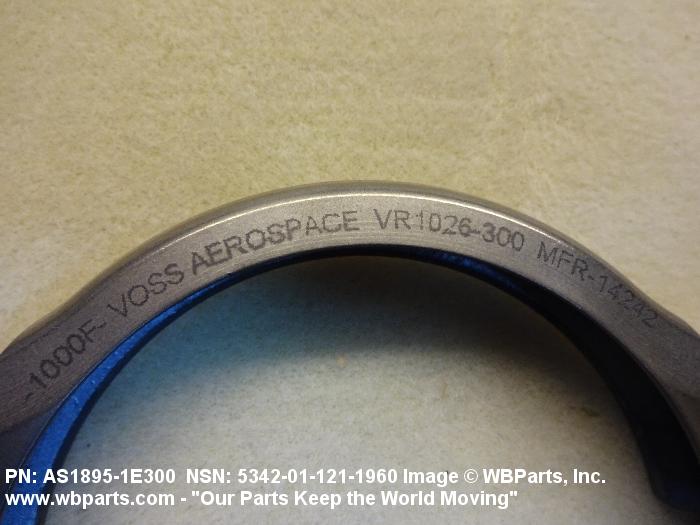 -1000F- VOSS AEROSPACE VR1026-300 MFR-14242
PN: AS1895-1E300 NSN: 5342-01-121-1960 Image © WBParts, Inc.
www.wbparts.com - "Our Parts Keep the World Moving"